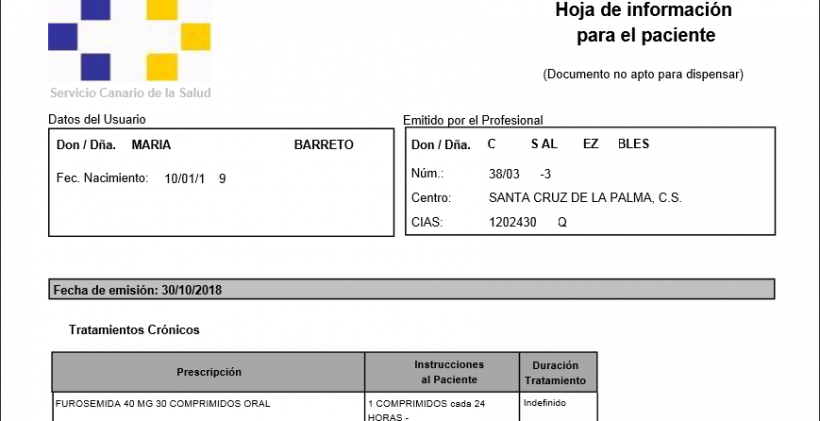 Hoja de información
para el paciente
(Documento no apto para dispensar)
Servicio Canario de la Salud
Datos del Usuario
Don / Dña. MARIA BARRETO
Fec. Nacimiento: 10/01/1 9
Emitido por el Profesional
Don / Dña. C S AL EZ BLES
Núm.: 38/03 -3
Centro: SANTA CRUZ DE LA PALMA, C.S.
CIAS: 1202430 Q
Fecha de emisión: 30/10/2018
Tratamientos Crónicos
Prescripción
Instrucciones
al Paciente
Duración
Tratamiento
FUROSEMIDA 40 MG 30 COMPRIMIDOS ORAL
1 COMPRIMIDOS cada 24
HORAS -
Indefinido